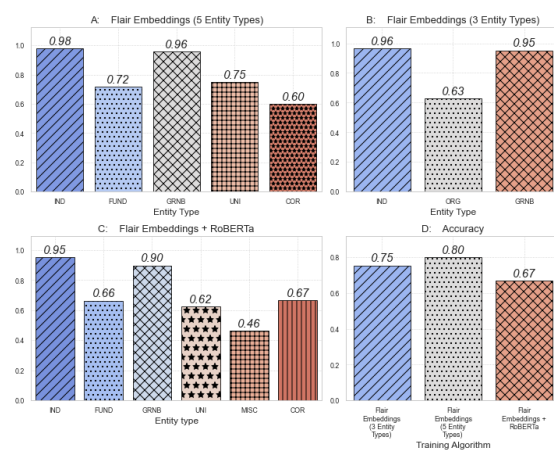 A: Flair Embeddings (5 Entity Types)
1.0
0.8
0.6
0.4
0.2
0.0
0.98
0.72
0.96
0.75
0.60
IND FUND GRNB UNI COR
Entity Type
B: Flair Embeddings (3 Entity Types)
1.0
0.8
0.6
0.4
0.2
0.0
0.96
0.63
0.95
IND ORG GRNB
Entity Type
C: Flair Embeddings + RoBERTa
1.0
0.8
0.6
0.4
0.2
0.0
0.95
0.66
0.90
0.62
0.46
0.67
IND FUND GRNB UNI MISC COR
Entity type
D: Accuracy
0.8
0.6
0.4
0.2
0.0
0.75
0.80
0.67
Flair
Embeddings
(3 Entity
Types)
Flair
Embeddings
(5 Entity
Types)
Flair
Embeddings +
RoBERTa
Training Algorithm